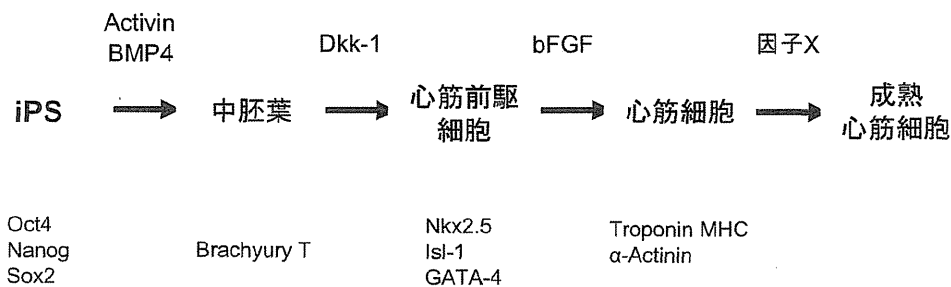 Activin
BMP4
Dkk-1
bFGF
因子X
iPS
中胚葉
心筋前駆
細胞
心筋細胞
成熟
心筋細胞
Oct4
Nanog
Sox2
Brachyury T
Nkx2.5
Isl-1
GATA-4
Troponin MHC
α-Actinin